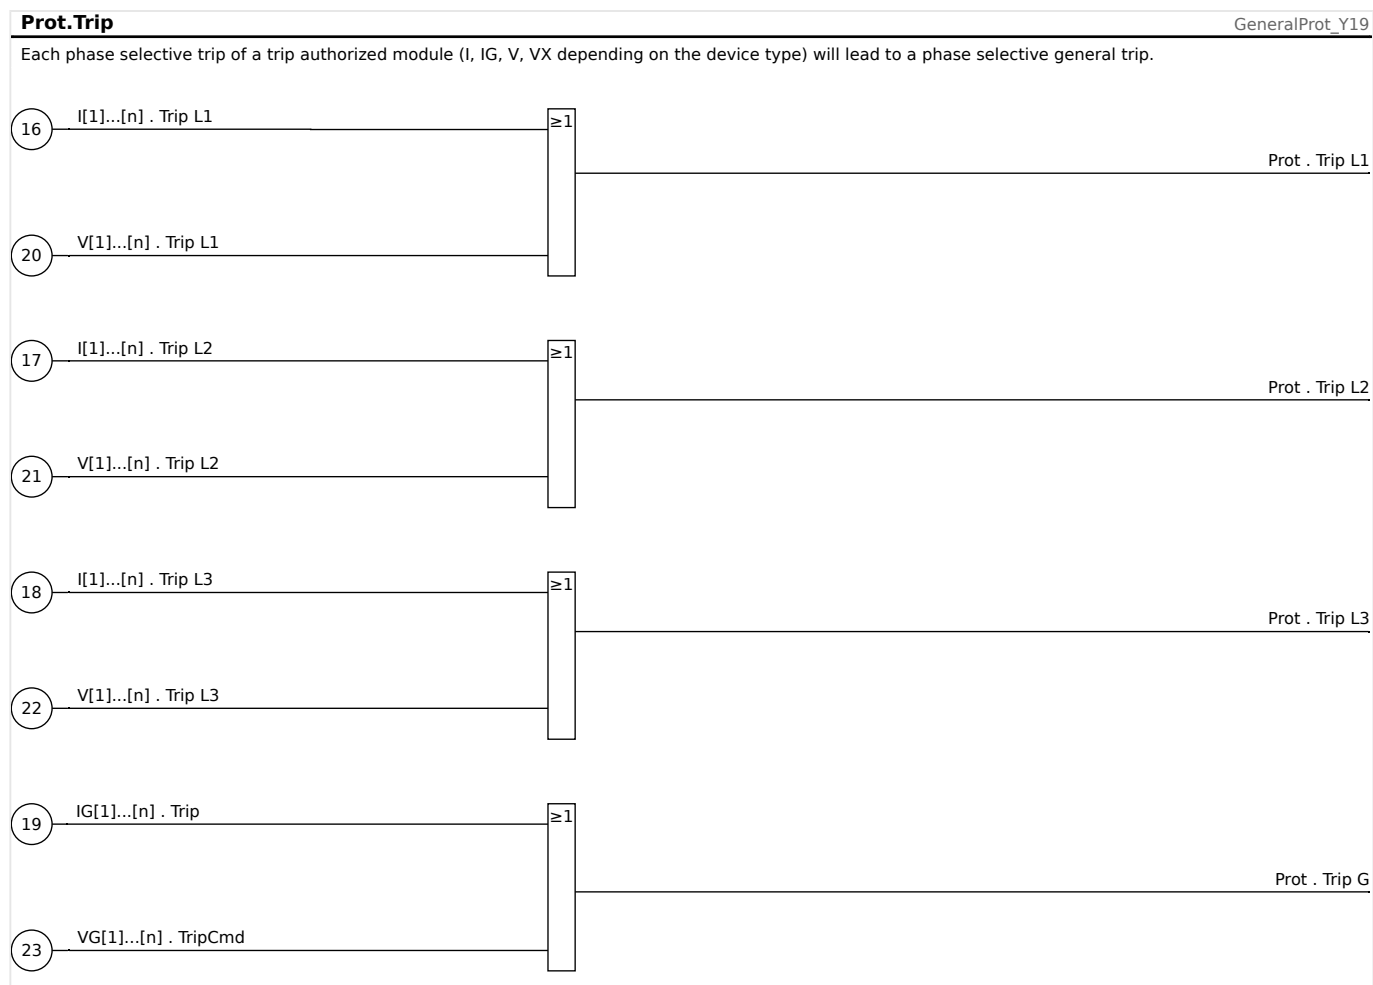 Prot.Trip
GeneralProt_Y19
Each phase selective trip of a trip authorized module (I, IG, V, VX depending on the device type) will lead to a phase selective general trip.
16
I[1]...[n] . Trip L1
≥1
Prot . Trip L1
20
V[1]...[n] . Trip L1
17
I[1]...[n] . Trip L2
≥1
Prot . Trip L2
21
V[1]...[n] . Trip L2
18
I[1]...[n] . Trip L3
≥1
Prot . Trip L3
22
V[1]...[n] . Trip L3
19
IG[1]...[n] . Trip
≥1
Prot . Trip G
23
VG[1]...[n] . TripCmd